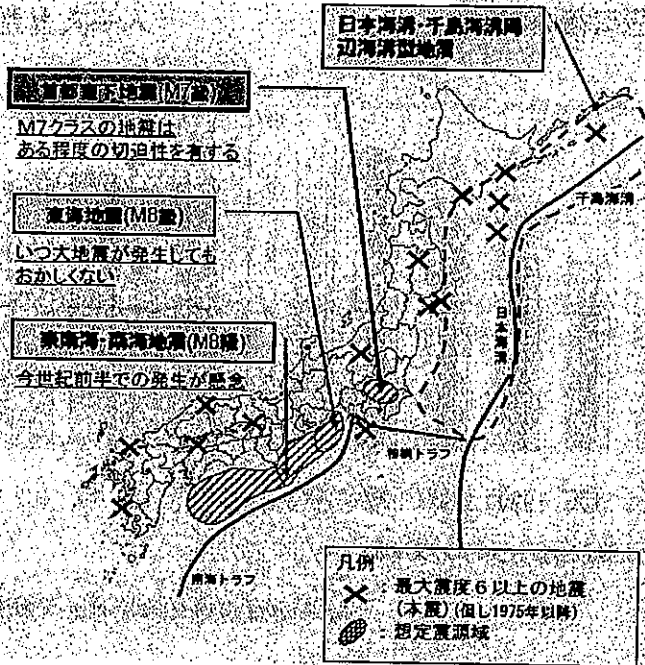 日本海溝・千島海溝周
辺海溝型地震
首都直下地震(M7級)
M7クラスの地震は
ある程度の切迫性を有する
東海地震(M8級)
いつ大地震が発生しても
おかしくない
東南海・南海地震(M8級)
今世紀前半での発生が懸念
千島海溝
日本海溝
相模トラフ
南海トラフ
凡例
: 最大震度6以上の地震
(本震)(但し1975年以降)
: 想定震源域